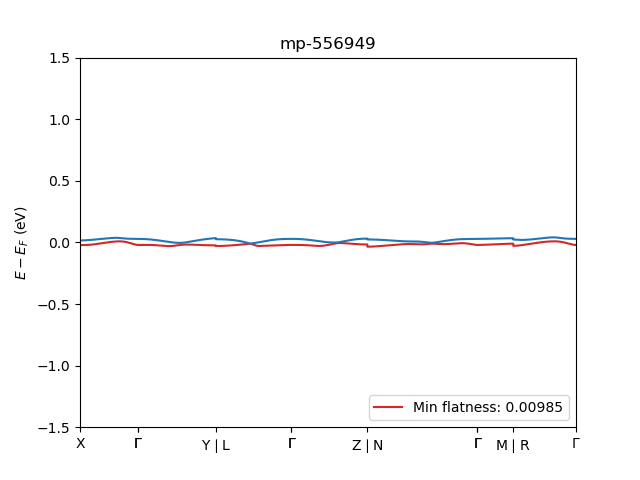 mp-556949
1.5
1.0
0.5
0.0
−0.5
−1.0
−1.5
E − E_F (eV)
Min flatness: 0.00985
X Γ Y | L Γ Z | N Γ M | R Γ